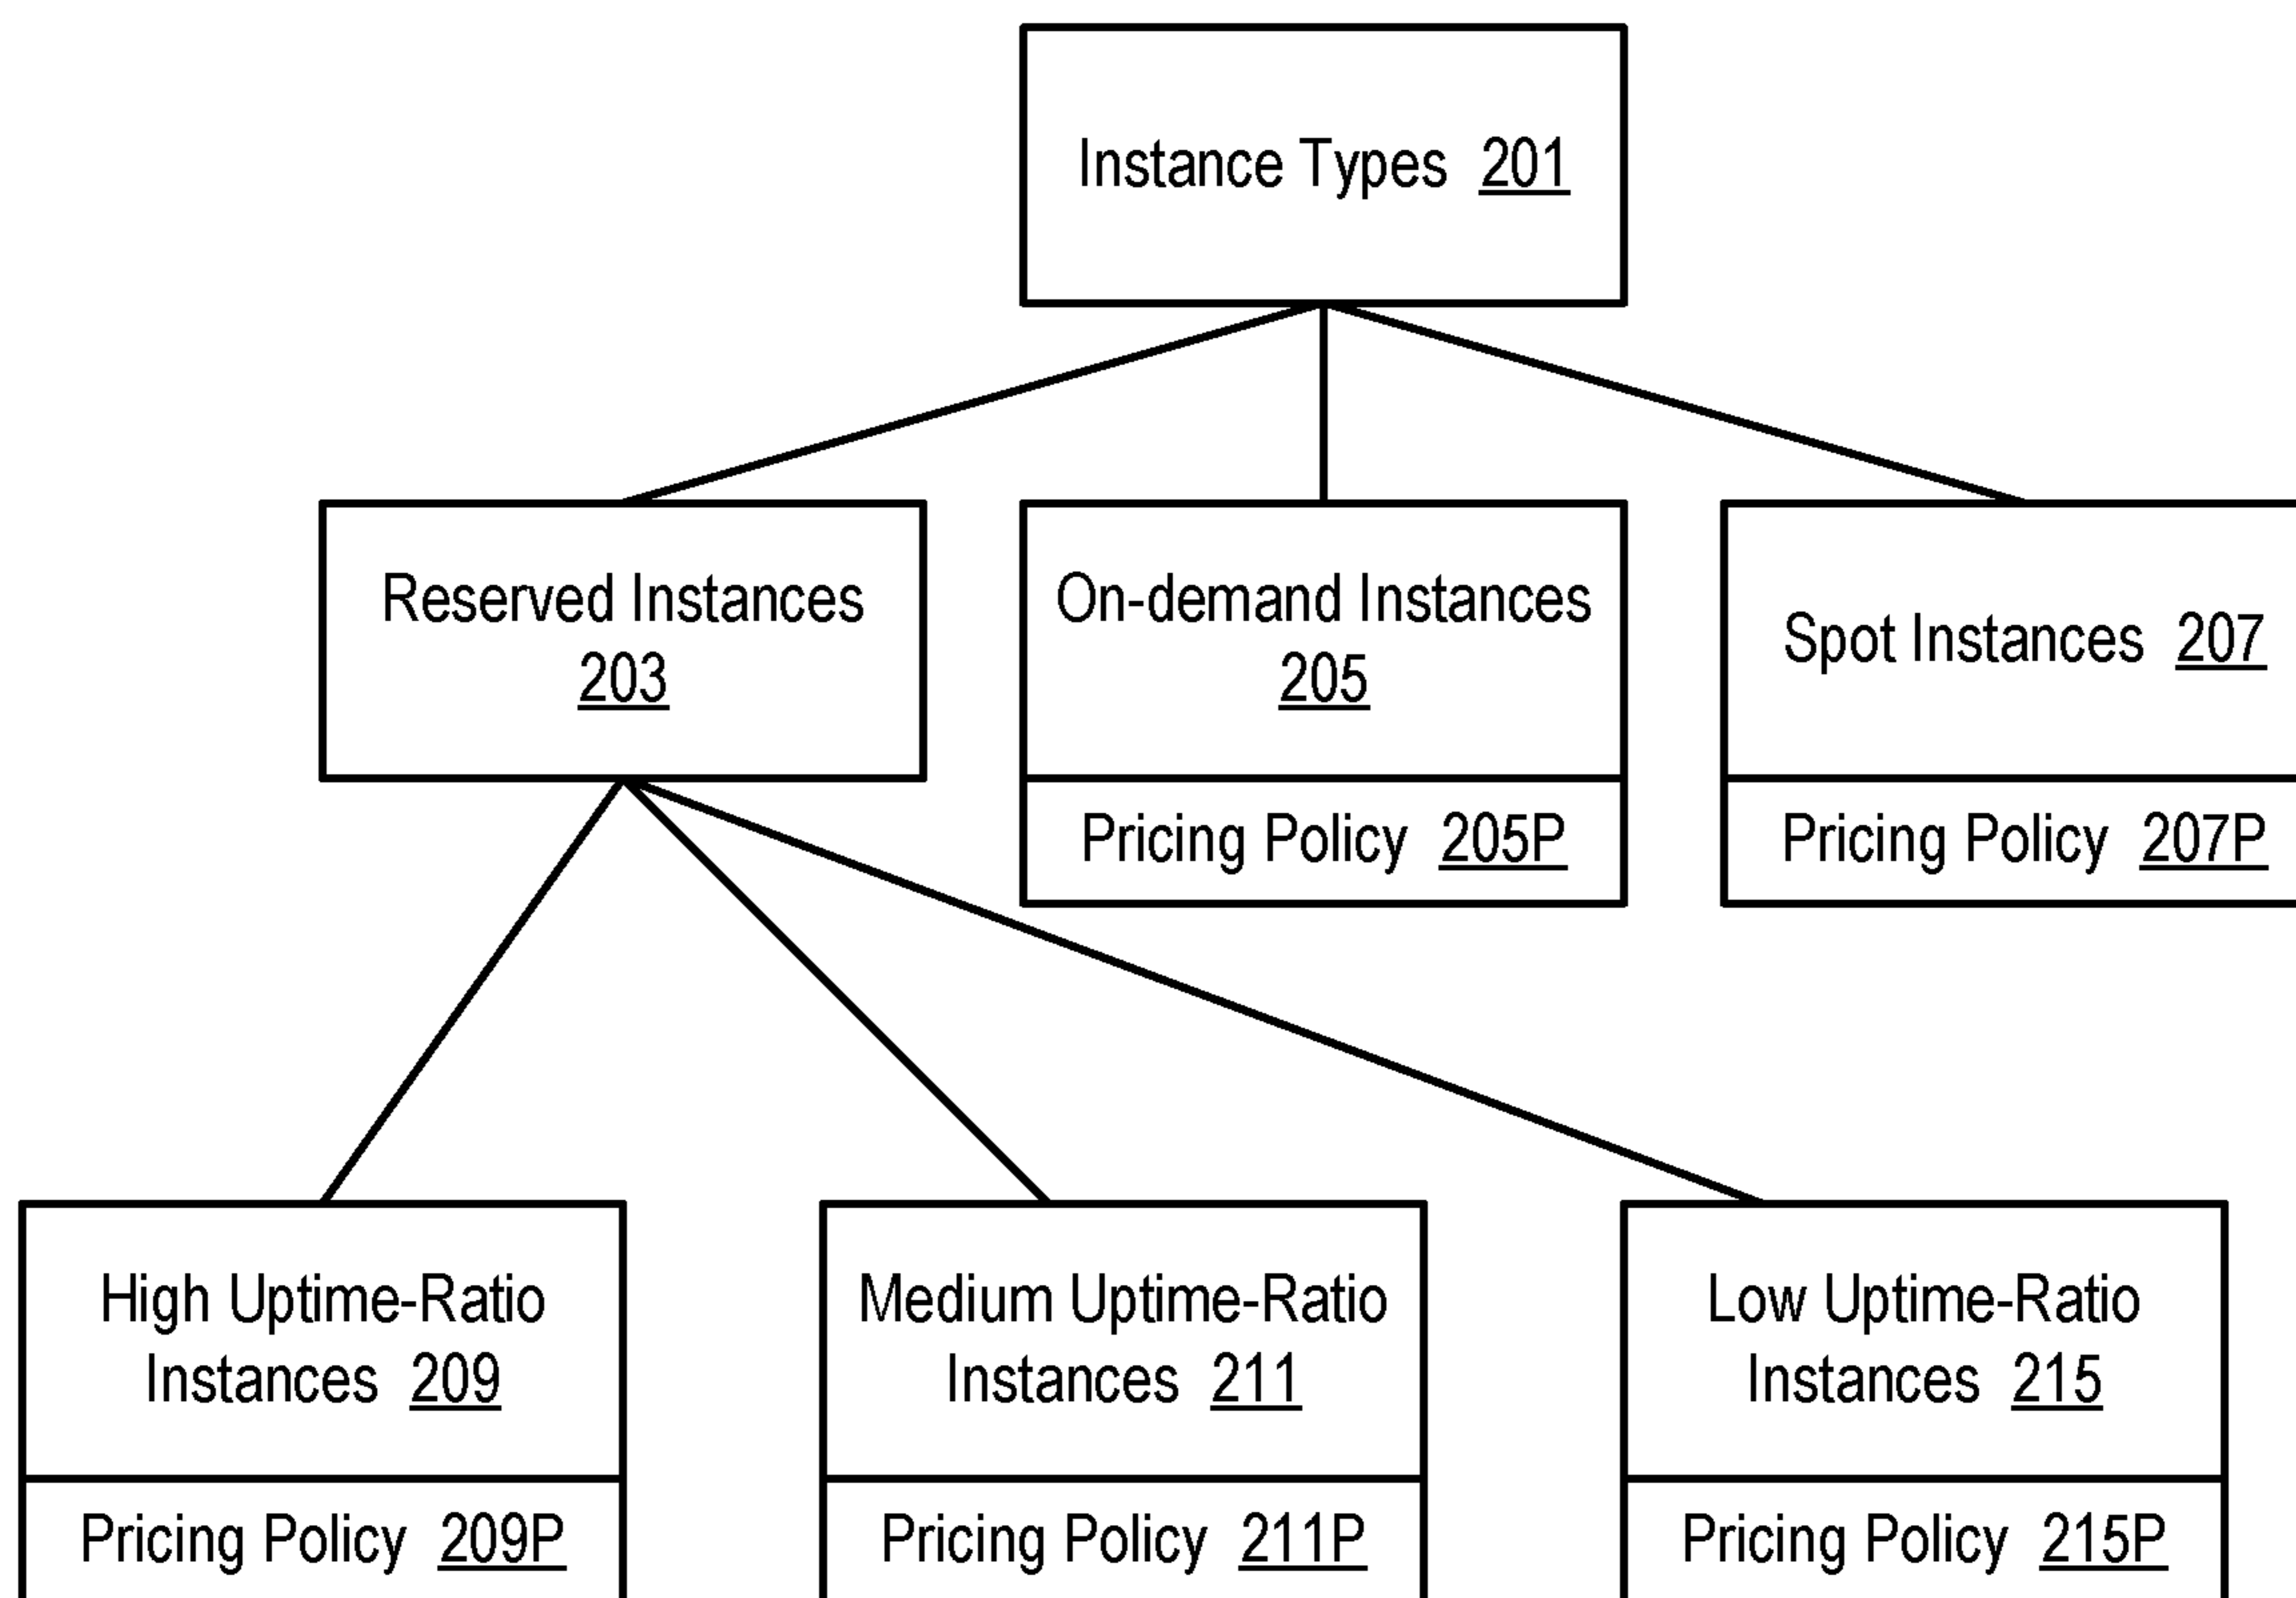 Instance Types 201
Reserved Instances
203
On-demand Instances
205
Pricing Policy 205P
Spot Instances 207
Pricing Policy 207P
High Uptime-Ratio
Instances 209
Pricing Policy 209P
Medium Uptime-Ratio
Instances 211
Pricing Policy 211P
Low Uptime-Ratio
Instances 215
Pricing Policy 215P